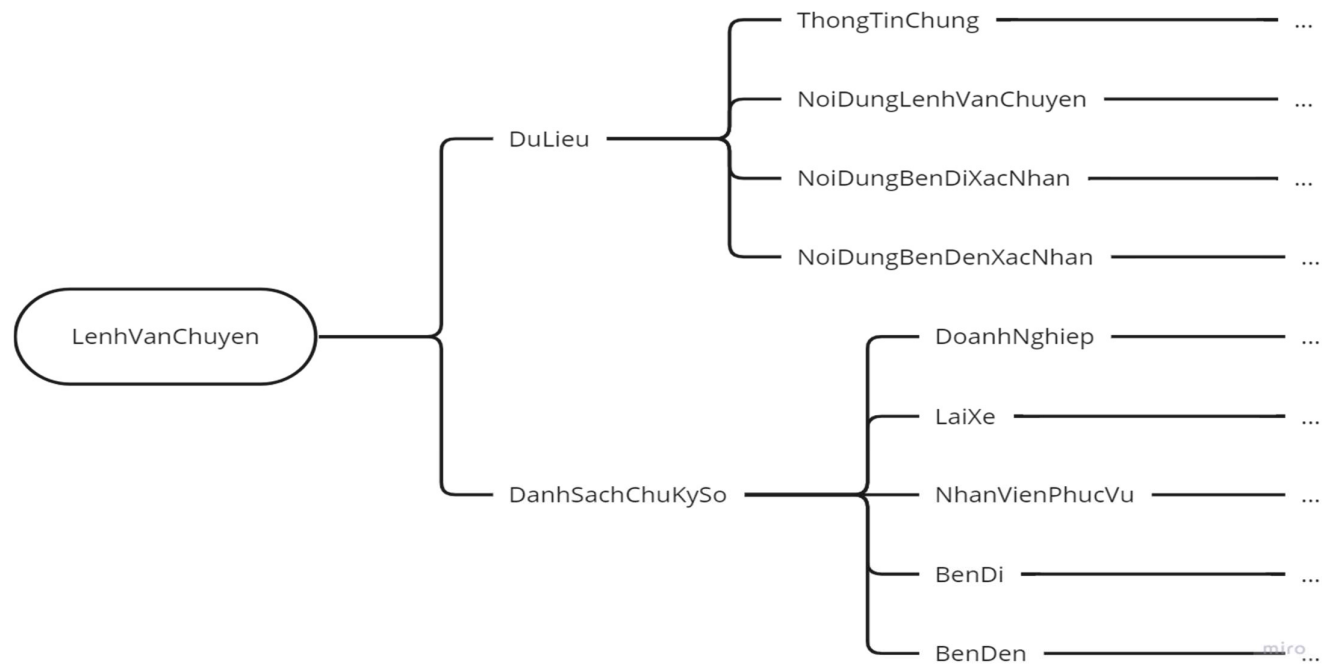 ThongTinChung ...
NoiDungLenhVanChuyen ...
DuLieu
NoiDungBenDiXacNhan ...
NoiDungBenDenXacNhan ...
LenhVanChuyen
DoanhNghiep ...
LaiXe ...
DanhSachChuKySo
NhanVienPhucVu ...
BenDi ...
BenDen ...
miro